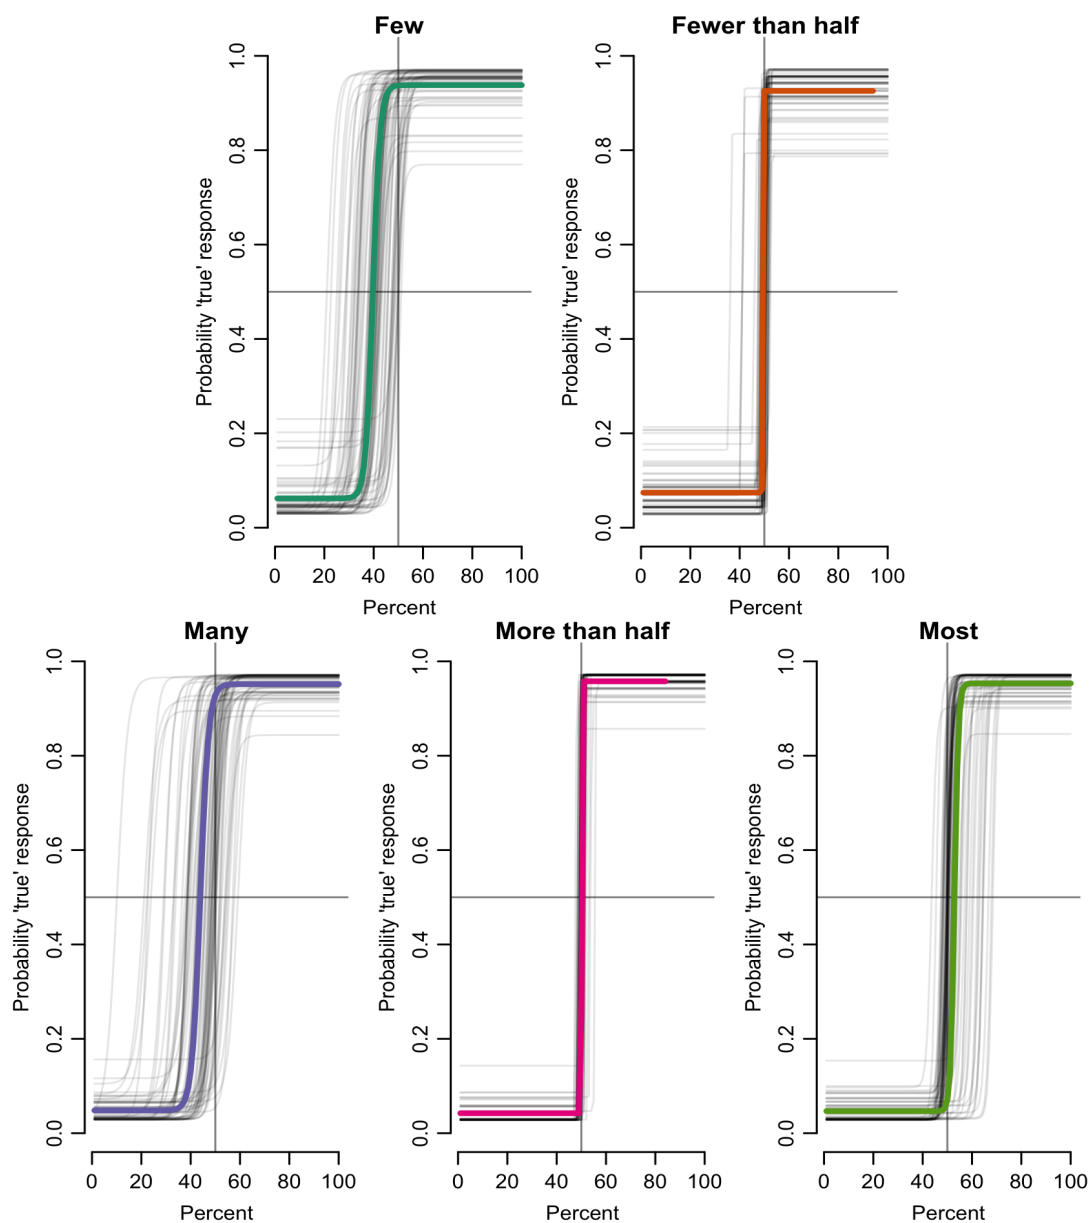 Few
Probability 'true' response
0.0 0.2 0.4 0.6 0.8 1.0
0 20 40 60 80 100
Percent
Fewer than half
Probability 'true' response
0.0 0.2 0.4 0.6 0.8 1.0
0 20 40 60 80 100
Percent
Many
Probability 'true' response
0.0 0.2 0.4 0.6 0.8 1.0
0 20 40 60 80 100
Percent
More than half
Probability 'true' response
0.0 0.2 0.4 0.6 0.8 1.0
0 20 40 60 80 100
Percent
Most
Probability 'true' response
0.0 0.2 0.4 0.6 0.8 1.0
0 20 40 60 80 100
Percent